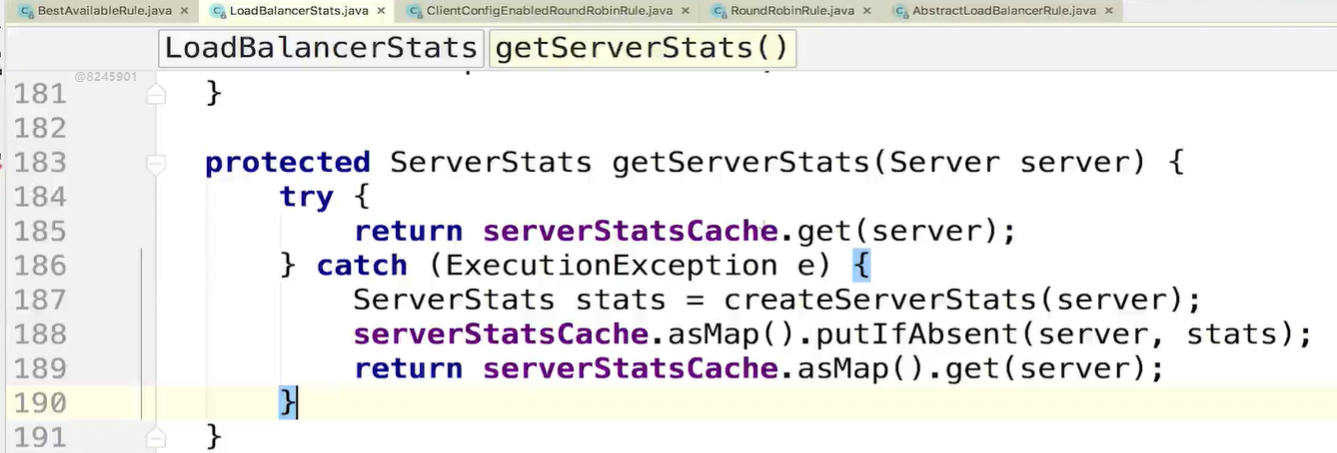 BestAvailableRule.java × LoadBalancerStats.java × ClientConfigEnabledRoundRobinRule.java × RoundRobinRule.java × AbstractLoadBalancerRule.java ×
LoadBalancerStats getServerStats()
@8245901
181 }
182
183 protected ServerStats getServerStats(Server server) {
184 try {
185 return serverStatsCache.get(server);
186 } catch (ExecutionException e) {
187 ServerStats stats = createServerStats(server);
188 serverStatsCache.asMap().putIfAbsent(server, stats);
189 return serverStatsCache.asMap().get(server);
190 }
191 }